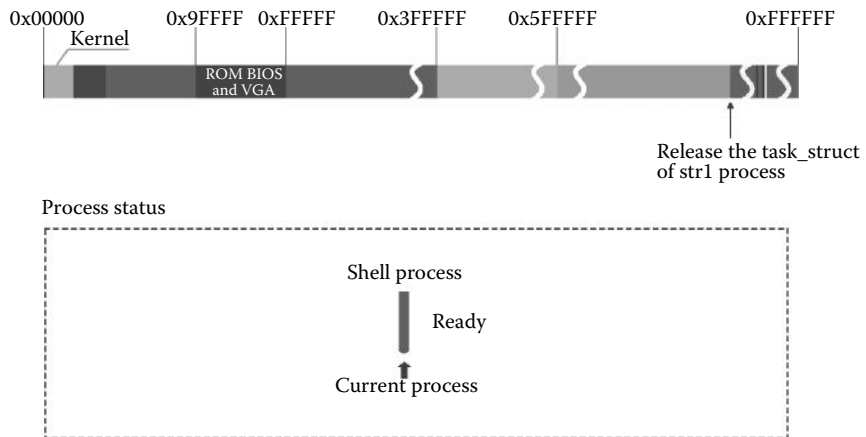 0x00000 0x9FFFF 0xFFFFF 0x3FFFFF 0x5FFFFF 0xFFFFFF
Kernel
ROM BIOS
and VGA
Release the task_struct
of str1 process
Process status
Shell process
Ready
Current process